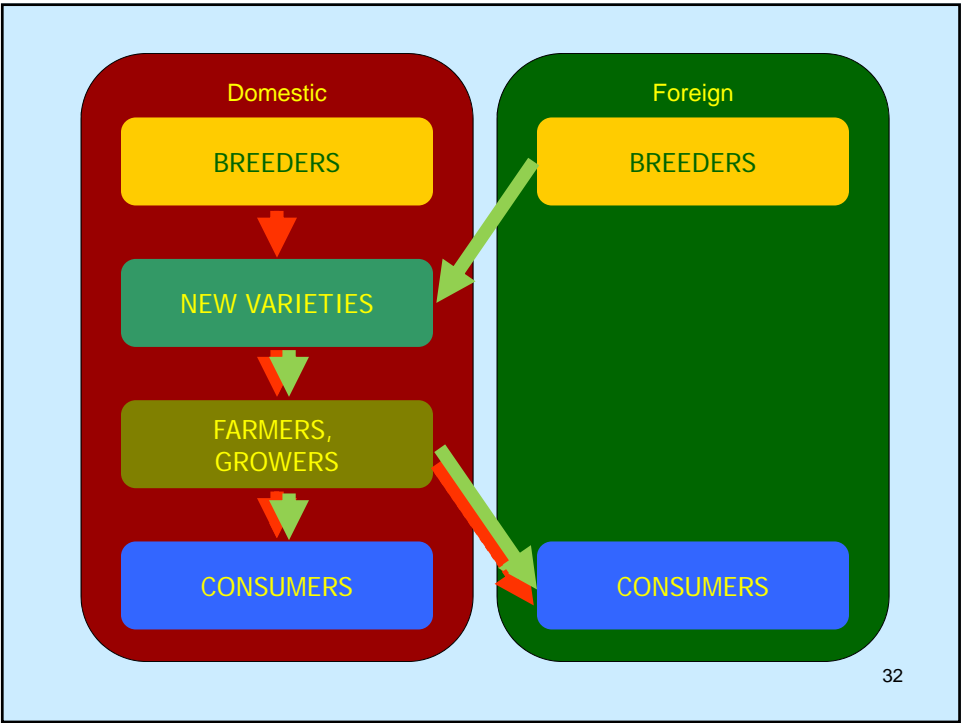 Domestic
BREEDERS
NEW VARIETIES
FARMERS,
GROWERS
CONSUMERS
Foreign
BREEDERS
CONSUMERS
32